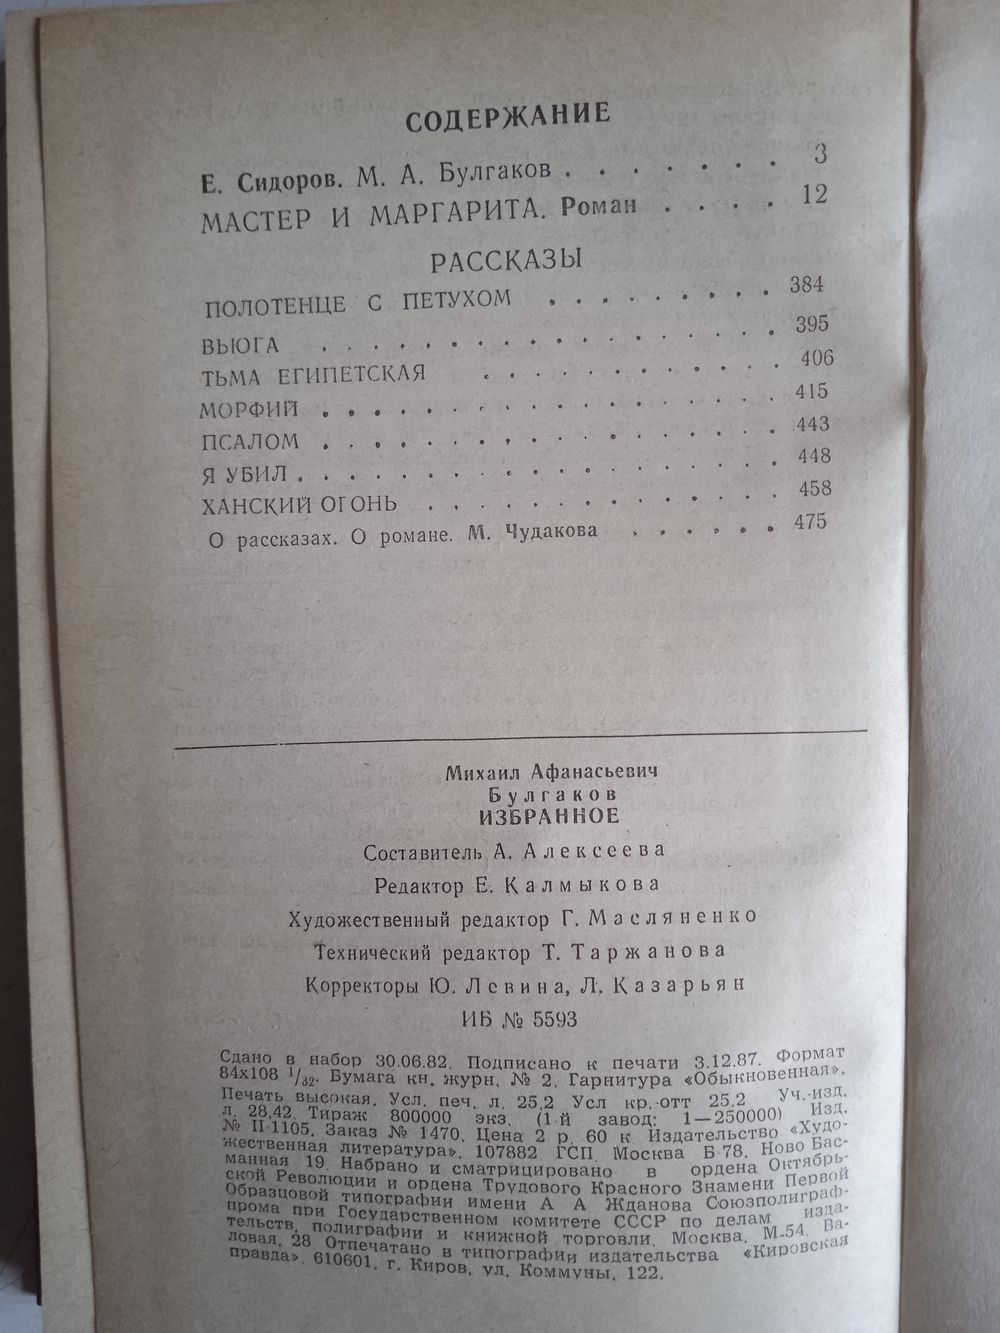 СОДЕРЖАНИЕ
Е. Сидоров. М. А. Булгаков . . . . . . . 3
МАСТЕР И МАРГАРИТА. Роман . . . . 12
РАССКАЗЫ
ПОЛОТЕНЦЕ С ПЕТУХОМ . . . . . . . . . 384
ВЬЮГА . . . . . . . . . . . . . . . . . . 395
ТЬМА ЕГИПЕТСКАЯ . . . . . . . . . . . . 406
МОРФИЙ . . . . . . . . . . . . . . . . . . 415
ПСАЛОМ . . . . . . . . . . . . . . . . . . 443
Я УБИЛ . . . . . . . . . . . . . . . . . . . 448
ХАНСКИЙ ОГОНЬ . . . . . . . . . . . . . . 458
О рассказах. О романе. М. Чудакова . . . . . . 475
Михаил Афанасьевич
Булгаков
ИЗБРАННОЕ
Составитель А. Алексеева
Редактор Е. Калмыкова
Художественный редактор Г. Масляненко
Технический редактор Т. Таржанова
Корректоры Ю. Левина, Л. Казарьян
ИБ № 5593
Сдано в набор 30.06.82. Подписано к печати 3.12.87. Формат
84х108 1/32. Бумага кн. журн. № 2. Гарнитура «Обыкновенная».
Печать высокая. Усл. печ. л. 25,2 Усл кр.-отт 25,2 Уч.-изд.
л. 28,42. Тираж 800000 экз. (1-й завод: 1—250000) Изд.
№ II-1105. Заказ № 1470. Цена 2 р. 60 к. Издательство «Худо-
жественная литература». 107882 ГСП Москва Б-78. Ново Бас-
манная 19. Набрано и сматрицировано в ордена Октябрь-
ской Революции и ордена Трудового Красного Знамени Первой
Образцовой типографии имени А А Жданова Союзполиграф-
прома при Государственном комитете СССР по делам изда-
тельств, полиграфии и книжной торговли. Москва. М-54. Ва-
ловая, 28 Отпечатано в типографии издательства «Кировская
правда». 610601. г. Киров. ул. Коммуны, 122.